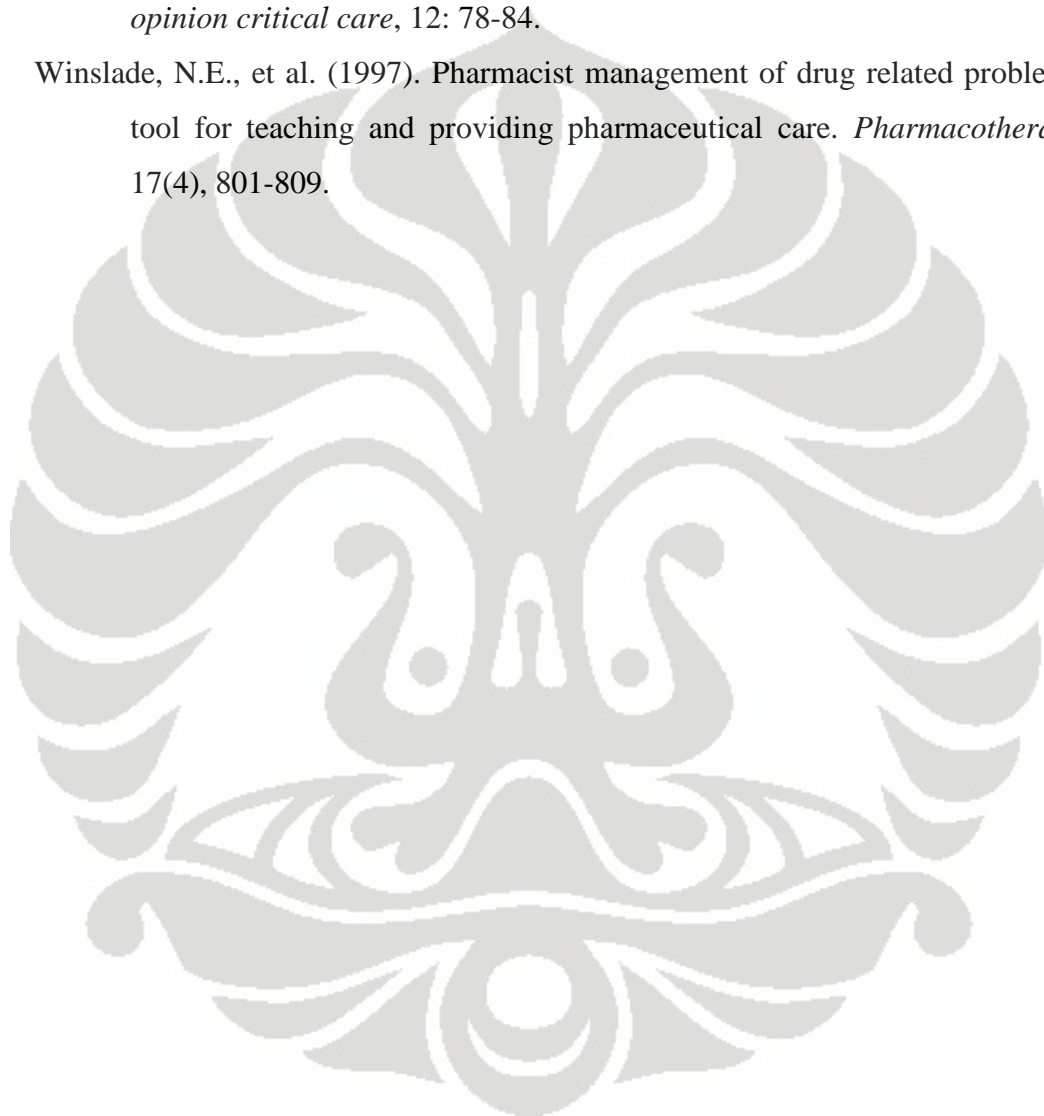 opinion critical care, 12: 78-84.
Winslade, N.E., et al. (1997). Pharmacist management of drug related proble
tool for teaching and providing pharmaceutical care. Pharmacothera
17(4), 801-809.